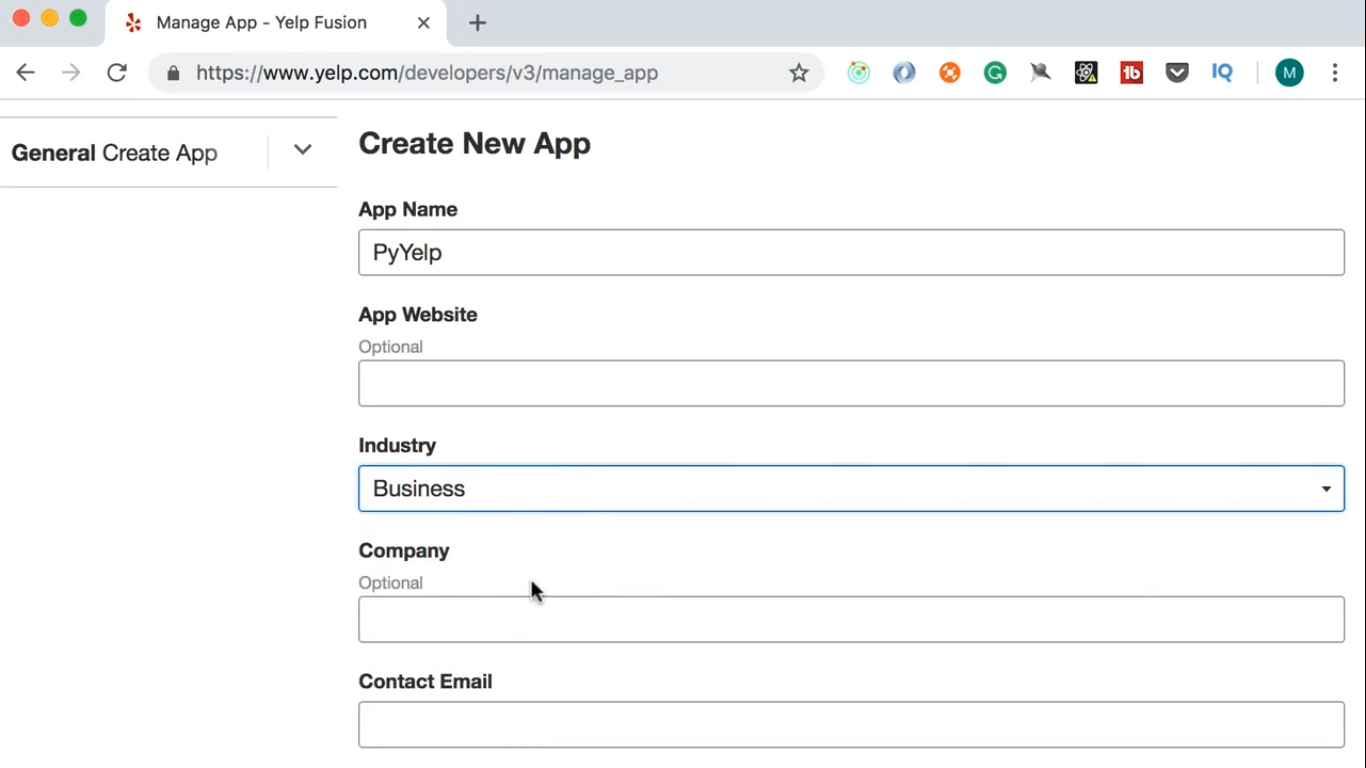 Manage App - Yelp Fusion
https://www.yelp.com/developers/v3/manage_app
IQ
M
General Create App
Create New App
App Name
PyYelp
App Website
Optional
Industry
Business
Company
Optional
Contact Email